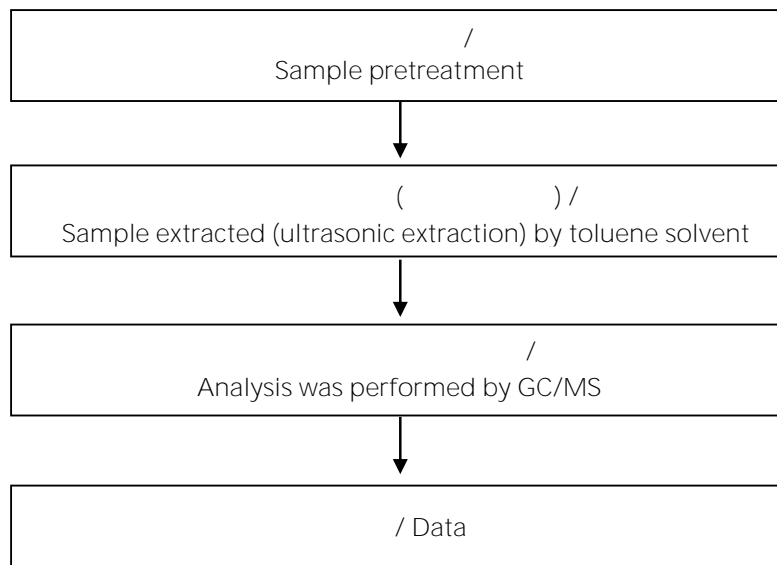 /
Sample pretreatment
( ) /
Sample extracted (ultrasonic extraction) by toluene solvent
/
Analysis was performed by GC/MS
/ Data